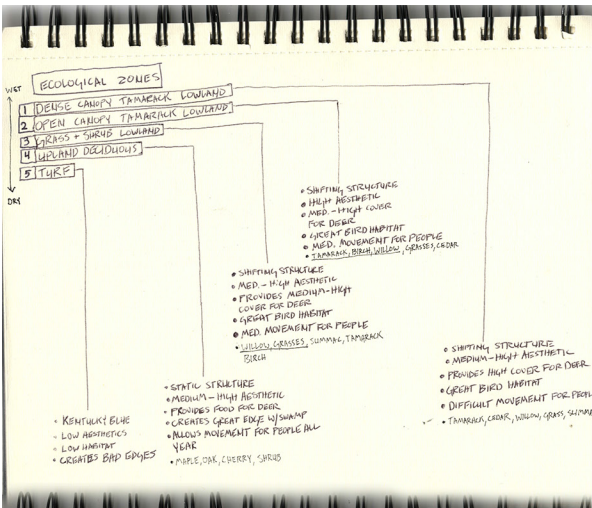 ECOLOGICAL ZONES
WET
1 DENSE CANOPY TAMARACK LOWLAND
2 OPEN CANOPY TAMARACK LOWLAND
3 GRASS + SHRUB LOWLAND
4 UPLAND DECIDUOUS
5 TURF
DRY
• SHIFTING STRUCTURE
• HIGH AESTHETIC
• MED. - HIGH COVER
FOR DEER
• GREAT BIRD HABITAT
• MED. MOVEMENT FOR PEOPLE
• TAMARACK, BIRCH, WILLOW, GRASSES, CEDAR
• SHIFTING STRUCTURE
• MED. - HIGH AESTHETIC
• PROVIDES MEDIUM-HIGH
COVER FOR DEER
• GREAT BIRD HABITAT
• MED. MOVEMENT FOR PEOPLE
• WILLOW, GRASSES, SUMMAC, TAMARACK
BIRCH
• SHIFTING STRUCTURE
• MEDIUM-HIGH AESTHETIC
• PROVIDES HIGH COVER FOR DEER
• GREAT BIRD HABITAT
• DIFFICULT MOVEMENT FOR PEOPL
• TAMARACK, CEDAR, WILLOW, GRASS, SUMMA
• STATIC STRUCTURE
• MEDIUM-HIGH AESTHETIC
• PROVIDES FOOD FOR DEER
• CREATES GREAT EDGE W/SWAMP
• ALLOWS MOVEMENT FOR PEOPLE ALL
YEAR
• MAPLE, OAK, CHERRY, SHRUB
• KENTUCKY BLUE
• LOW AESTHETICS
• LOW HABITAT
• CREATES BAD EDGES